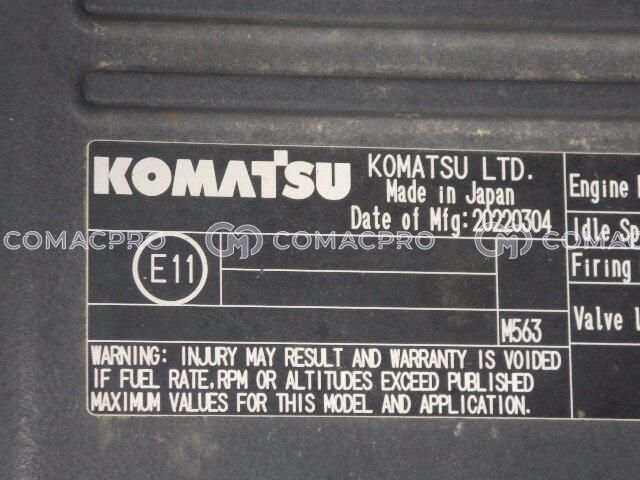 KOMATSU
KOMATSU LTD.
Made in Japan
Date of Mfg:20220304
E11
M563
WARNING: INJURY MAY RESULT AND WARRANTY IS VOIDED
IF FUEL RATE,RPM OR ALTITUDES EXCEED PUBLISHED
MAXIMUM VALUES FOR THIS MODEL AND APPLICATION.
Engine
Idle
Firing
Valve
COMACPRO
COMACPRO